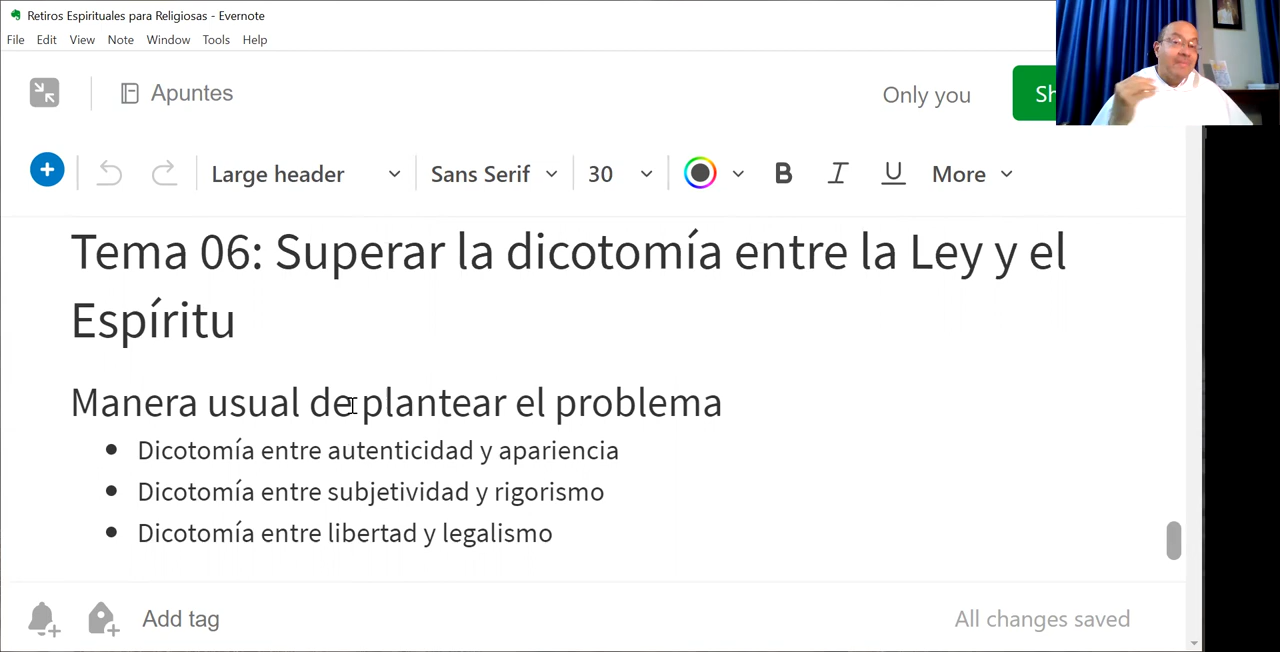 Retiros Espirituales para Religiosas - Evernote
File Edit View Note Window Tools Help
Apuntes
Only you
Large header
Sans Serif
30
B I U
More
Tema 06: Superar la dicotomía entre la Ley y el
Espíritu
Manera usual de plantear el problema
• Dicotomía entre autenticidad y apariencia
• Dicotomía entre subjetividad y rigorismo
• Dicotomía entre libertad y legalismo
Add tag
All changes saved